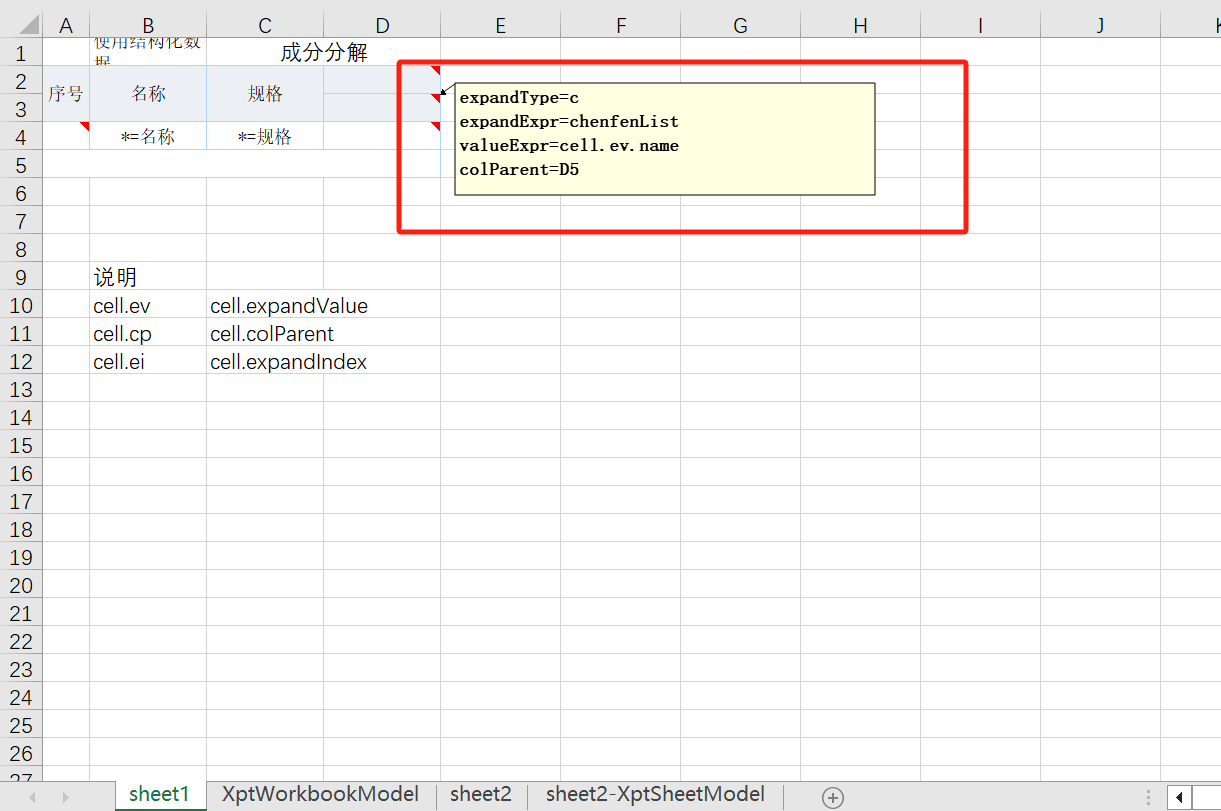 A B C D E F G H I J K
1 使用结构化数据 成分分解
2
序号 名称 规格
3
4 *=名称 *=规格
expandType=c
expandExpr=chenfenList
valueExpr=cell.ev.name
colParent=D5
5
6
7
8
9 说明
10 cell.ev cell.expandValue
11 cell.cp cell.colParent
12 cell.ei cell.expandIndex
13
14
15
16
17
18
19
20
21
22
23
24
25
26
27
sheet1 XptWorkbookModel sheet2 sheet2-XptSheetModel